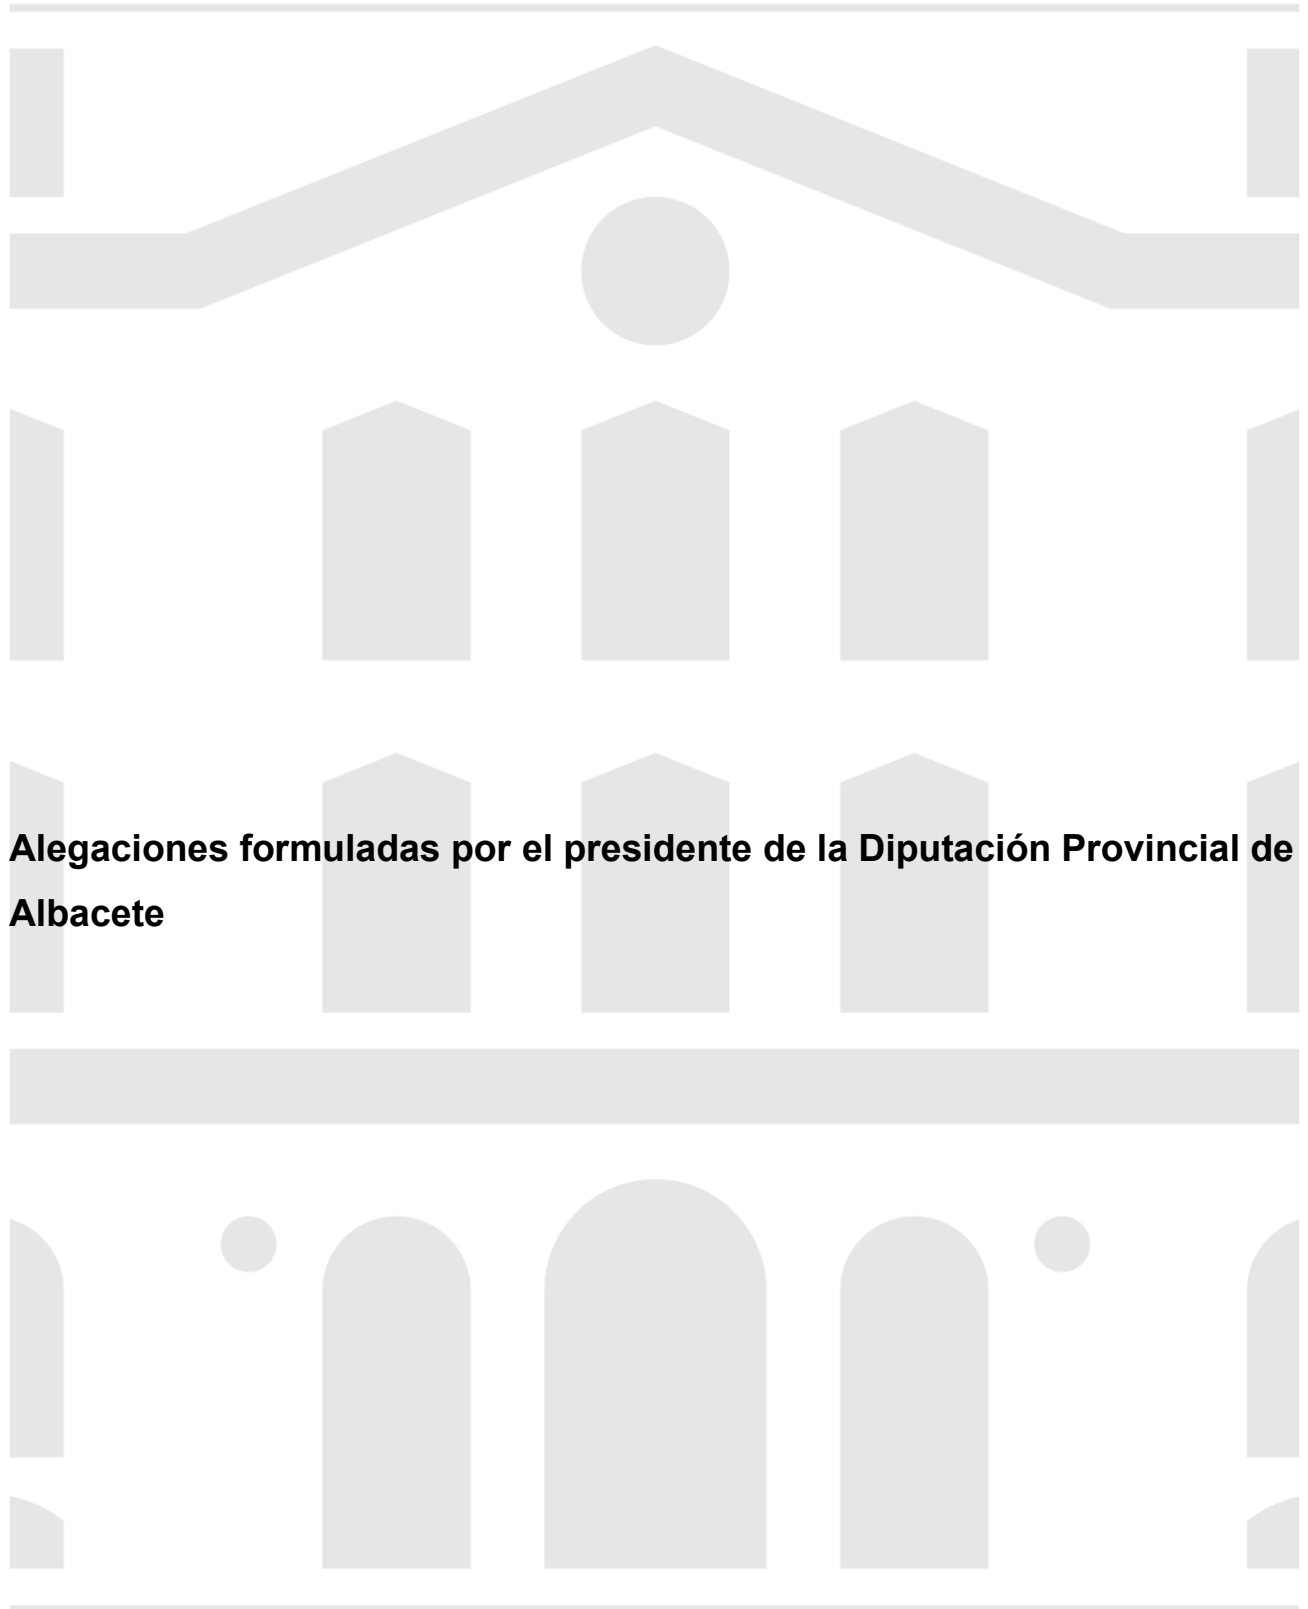 Alegaciones formuladas por el presidente de la Diputación Provincial de
Albacete